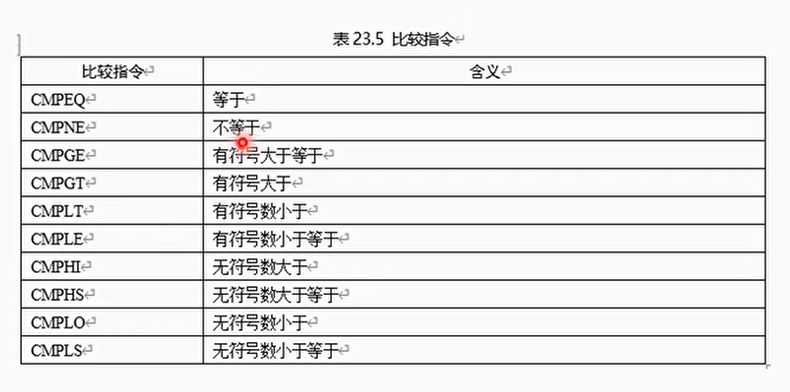 表 23.5 比较指令
比较指令 含义
CMPEQ 等于
CMPNE 不等于
CMPGE 有符号大于等于
CMPGT 有符号大于
CMPLT 有符号数小于
CMPLE 有符号数小于等于
CMPHI 无符号数大于
CMPHS 无符号数大于等于
CMPLO 无符号数小于
CMPLS 无符号数小于等于